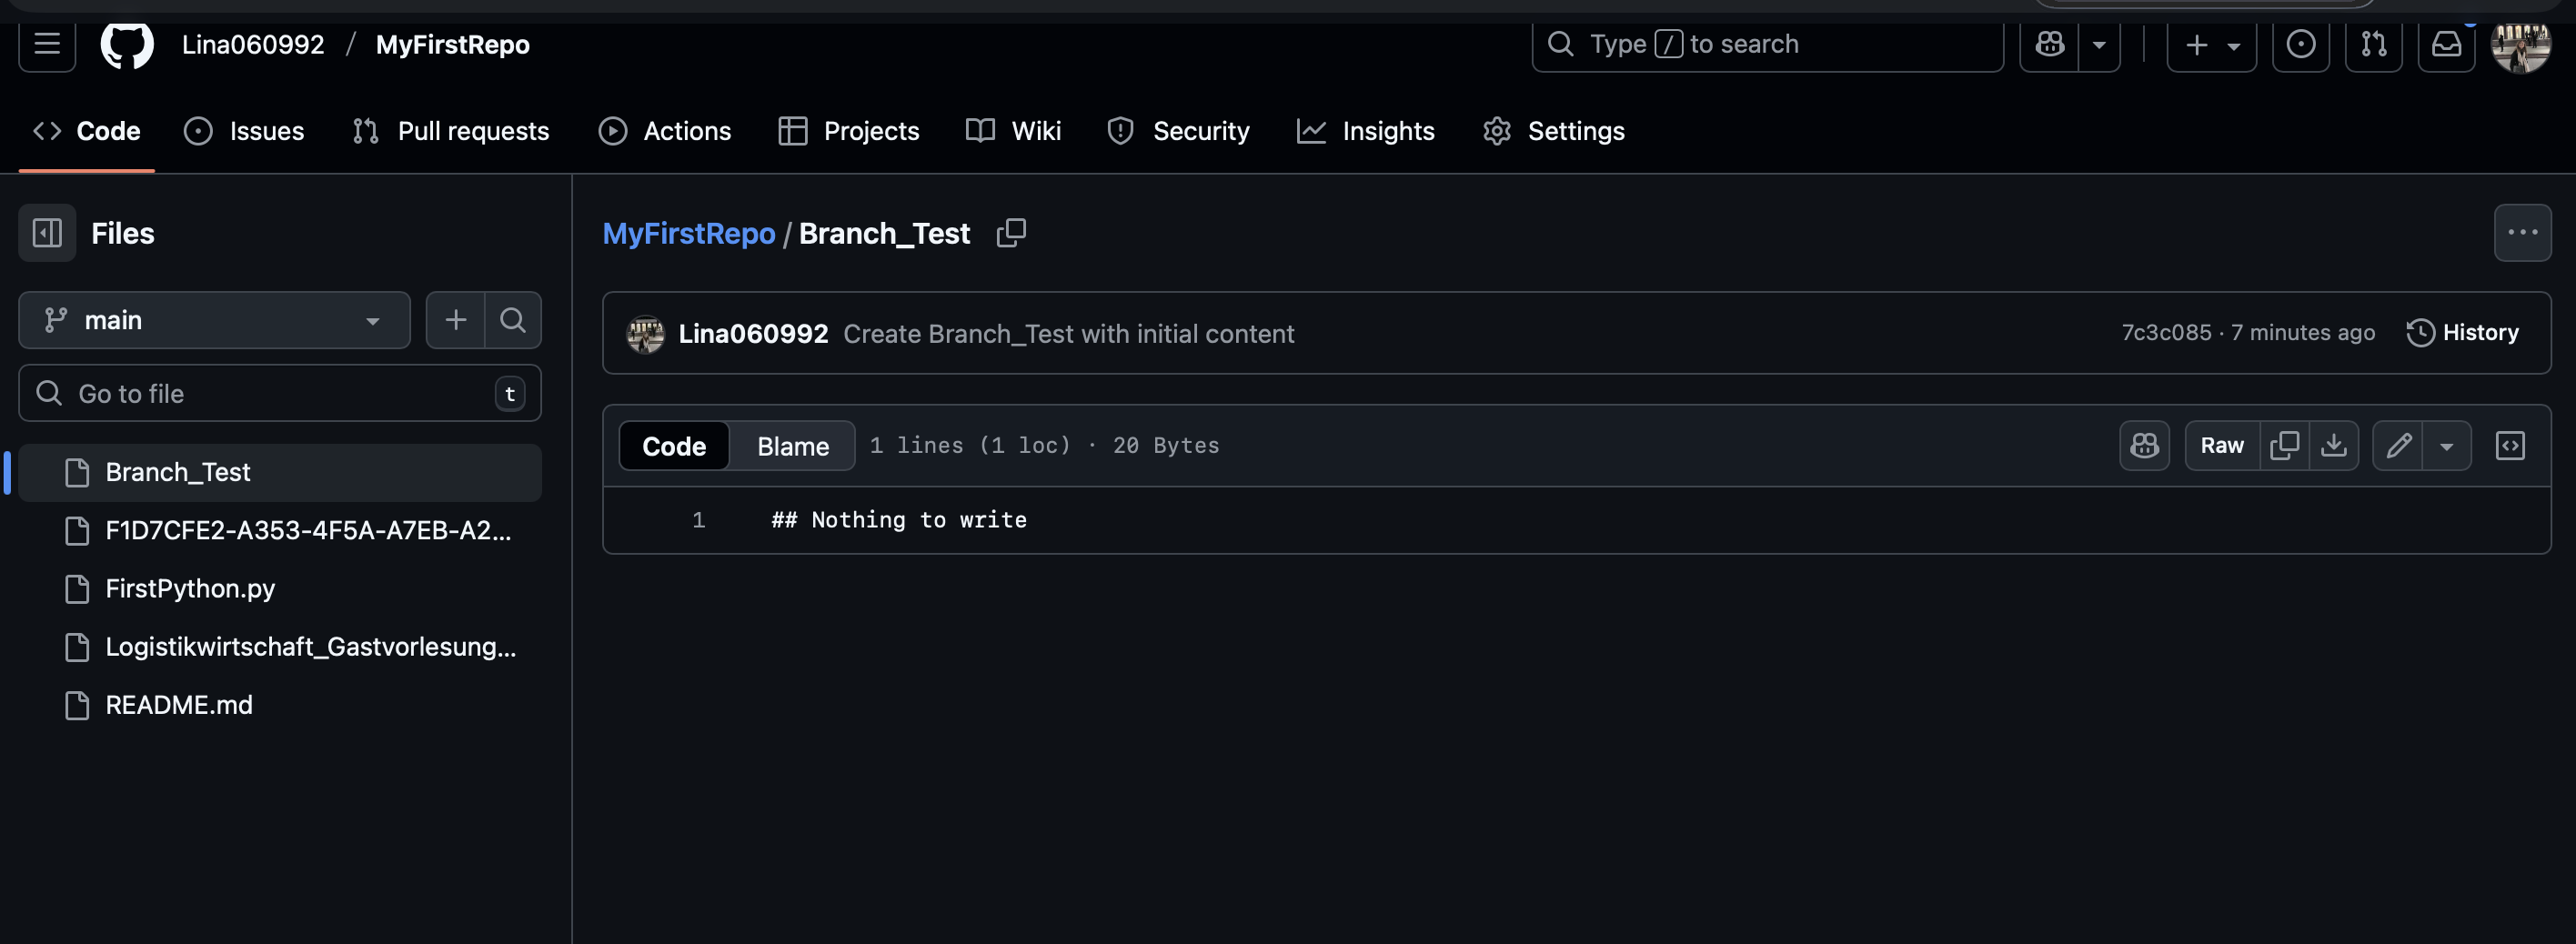 Lina060992 / MyFirstRepo
Type / to search
Code
Issues
Pull requests
Actions
Projects
Wiki
Security
Insights
Settings
Files
main
Go to file
t
Branch_Test
F1D7CFE2-A353-4F5A-A7EB-A2...
FirstPython.py
Logistikwirtschaft_Gastvorlesung...
README.md
MyFirstRepo / Branch_Test
Lina060992 Create Branch_Test with initial content
7c3c085 · 7 minutes ago
History
Code
Blame
1 lines (1 loc) · 20 Bytes
Raw
1 ## Nothing to write